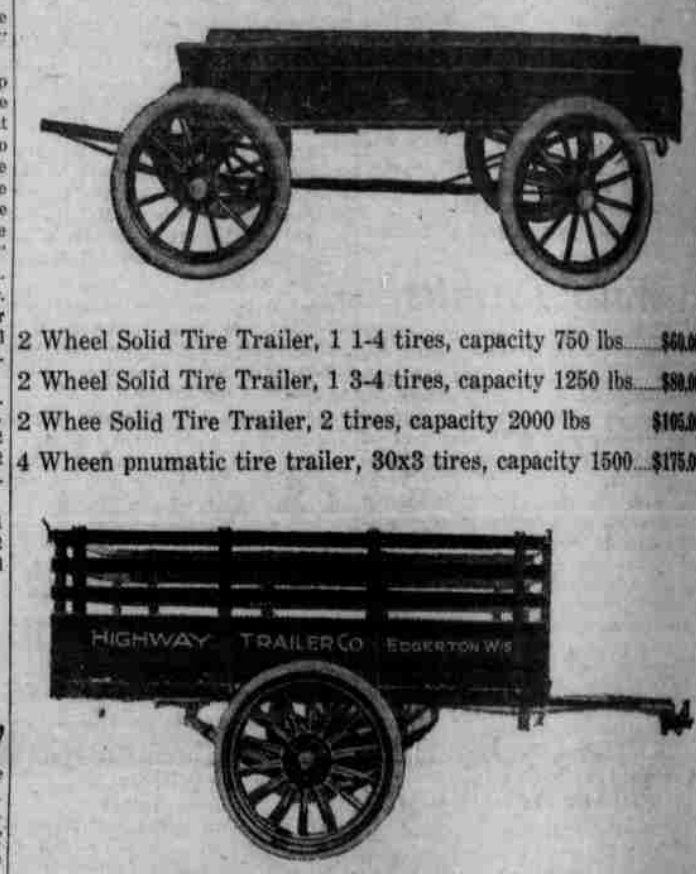 2 Wheel Solid Tire Trailer, 1 1-4 tires, capacity 750 lbs......$60.0
2 Wheel Solid Tire Trailer, 1 3-4 tires, capacity 1250 lbs......$80.0
2 Whee Solid Tire Trailer, 2 tires, capacity 2000 lbs $105.0
4 Wheen pnumatic tire trailer, 30x3 tires, capacity 1500....$175.0
HIGHWAY TRAILER CO EDGERTON WIS